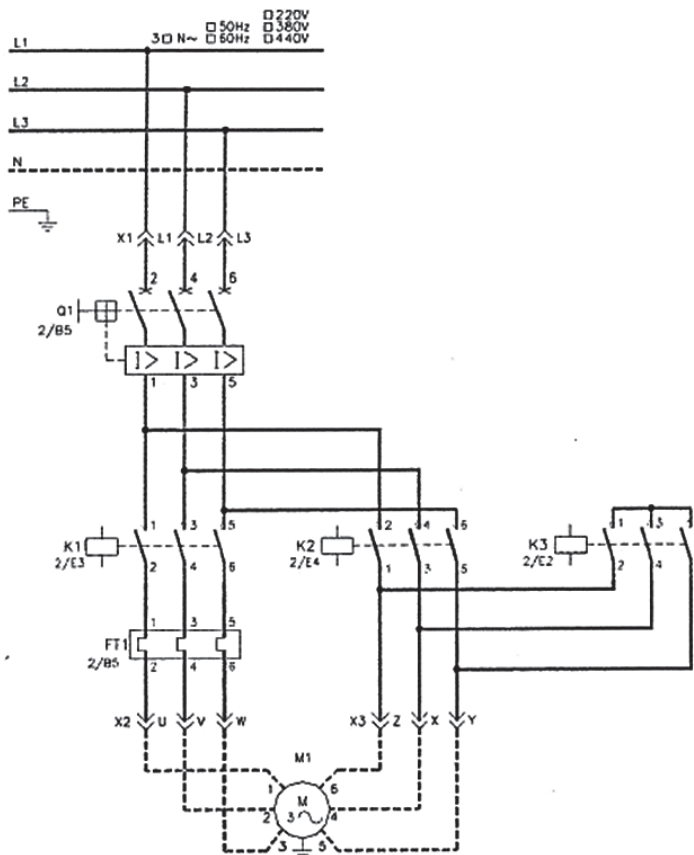 □220V
□50Hz □380V
3□ N~ □60Hz □440V
L1
L2
L3
N
PE
X1 L1 L2 L3
2 4 6
Q1
2/B5
I> I> I>
1 3 5
1 3 5 2 4 6 1 3
K1 K2 K3
2/E3 2/E4 2/E2
2 4 6 1 3 5 2 4
1 3 5
FT1
2/B5
2 4 6
X2 U V W X3 Z X Y
M1
1 6
M
2 3~ 4
3 5